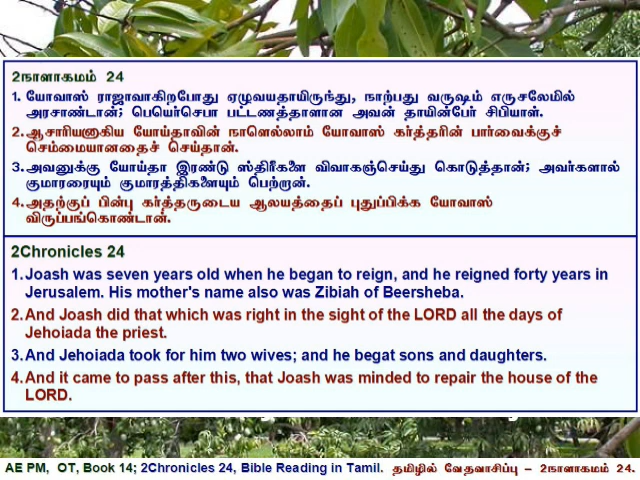 2நாளாகமம் 24
1. யோவாஸ் ராஜாவாகிறபோது ஏழுவயதாயிருந்து, நாற்பது வருஷம் எருசலேமில்
அரசாண்டான்; பெயெர்செபா பட்டணத்தாளான அவன் தாயின்பேர் சிபியாள்.
2. ஆசாரியனாகிய யோய்தாவின் நாளெல்லாம் யோவாஸ் கர்த்தரின் பார்வைக்குச்
செம்மையானதைச் செய்தான்.
3. அவனுக்கு யோய்தா இரண்டு ஸ்திரீகளை விவாகஞ்செய்து கொடுத்தான்; அவர்களால்
குமாரரையும் குமாரத்திகளையும் பெற்றான்.
4. அதற்குப் பின்பு கர்த்தருடைய ஆலயத்தைப் புதுப்பிக்க யோவாஸ்
விருப்பங்கொண்டான்.
2Chronicles 24
1. Joash was seven years old when he began to reign, and he reigned forty years in
Jerusalem. His mother's name also was Zibiah of Beersheba.
2. And Joash did that which was right in the sight of the LORD all the days of
Jehoiada the priest.
3. And Jehoiada took for him two wives; and he begat sons and daughters.
4. And it came to pass after this, that Joash was minded to repair the house of the
LORD.
AE PM, OT, Book 14; 2Chronicles 24, Bible Reading in Tamil. தமிழில் வேதவாசிப்பு – 2நாளாகமம் 24.